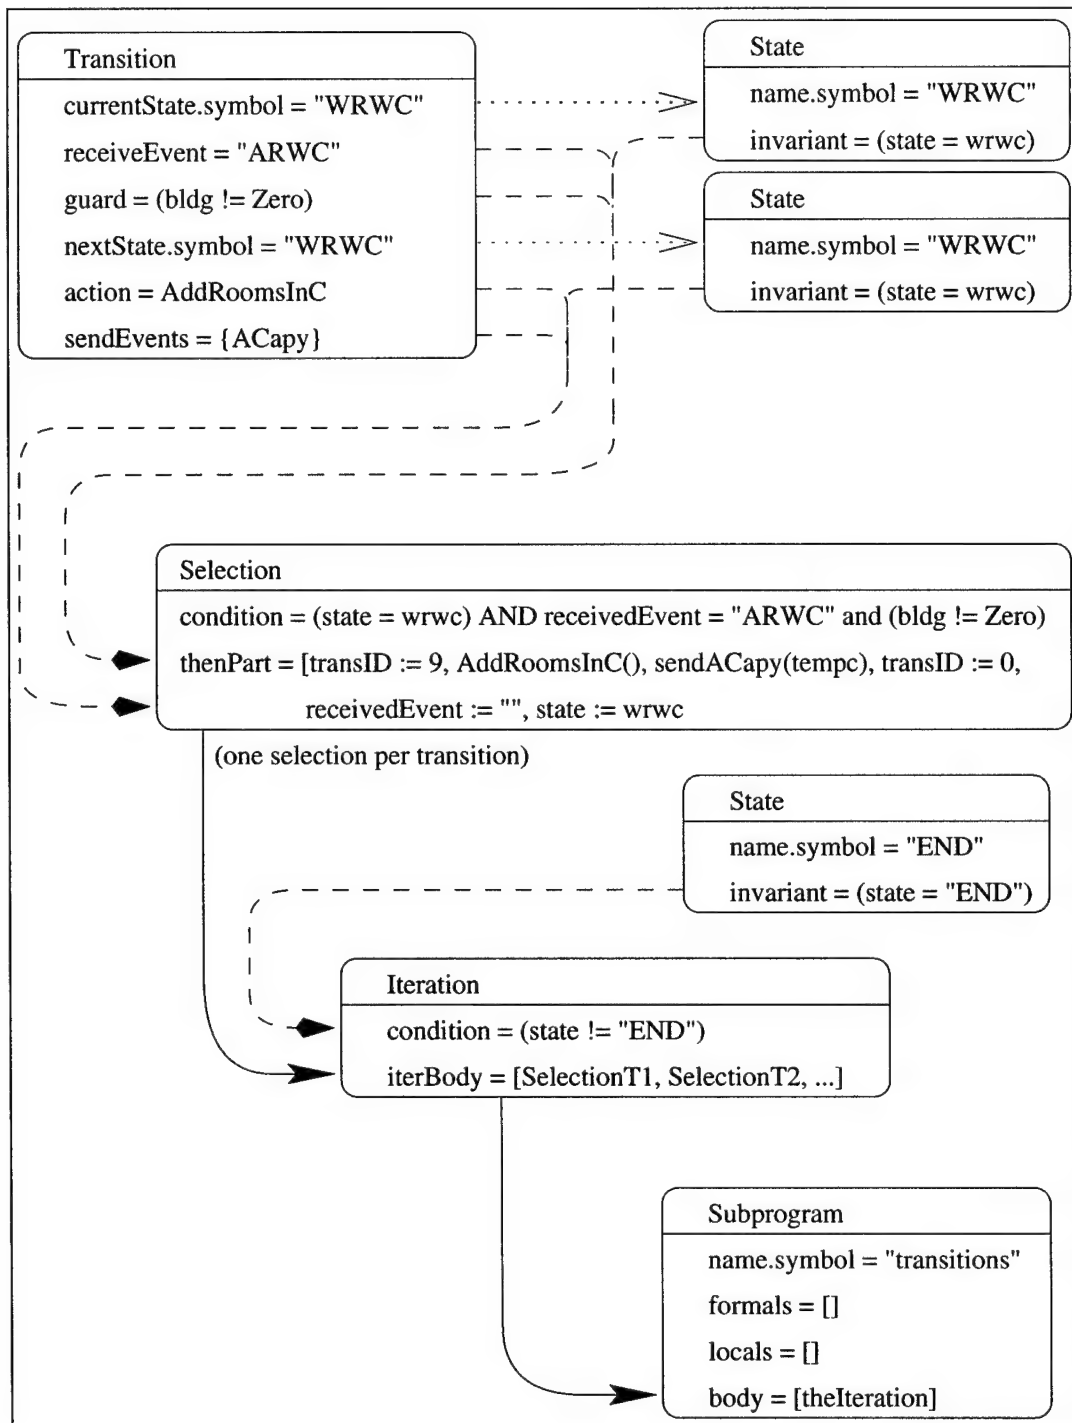 Transition
currentState.symbol = "WRWC"
receiveEvent = "ARWC"
guard = (bldg != Zero)
nextState.symbol = "WRWC"
action = AddRoomsInC
sendEvents = {ACapy}
State
name.symbol = "WRWC"
invariant = (state = wrwc)
State
name.symbol = "WRWC"
invariant = (state = wrwc)
Selection
condition = (state = wrwc) AND receivedEvent = "ARWC" and (bldg != Zero)
thenPart = [transID := 9, AddRoomsInC(), sendACapy(tempc), transID := 0,
receivedEvent := "", state := wrwc
(one selection per transition)
State
name.symbol = "END"
invariant = (state = "END")
Iteration
condition = (state != "END")
iterBody = [SelectionT1, SelectionT2, ...]
Subprogram
name.symbol = "transitions"
formals = []
locals = []
body = [theIteration]